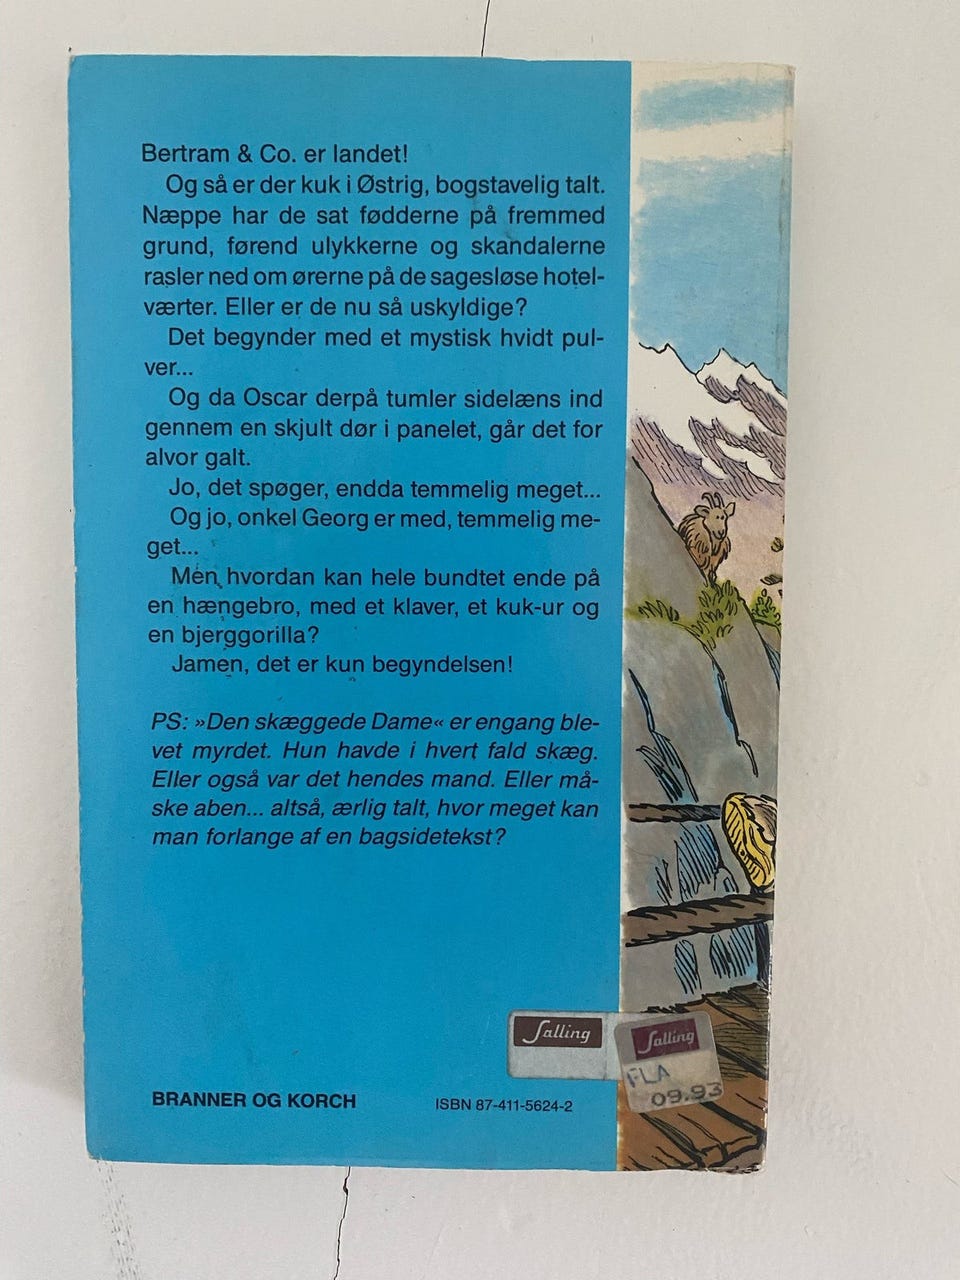 Bertram & Co. er landet!
Og så er der kuk i Østrig, bogstavelig talt.
Næppe har de sat fødderne på fremmed
grund, førend ulykkerne og skandalerne
rasler ned om ørerne på de sagesløse hotel-
værter. Eller er de nu så uskyldige?
Det begynder med et mystisk hvidt pul-
ver...
Og da Oscar derpå tumler sidelæns ind
gennem en skjult dør i panelet, går det for
alvor galt.
Jo, det spøger, endda temmelig meget...
Og jo, onkel Georg er med, temmelig me-
get...
Men hvordan kan hele bundtet ende på
en hængebro, med et klaver, et kuk-ur og
en bjerggorilla?
Jamen, det er kun begyndelsen!
PS: »Den skæggede Dame« er engang ble-
vet myrdet. Hun havde i hvert fald skæg.
Eller også var det hendes mand. Eller må-
ske aben... altså, ærlig talt, hvor meget kan
man forlange af en bagsidetekst?
Salling
Salling
FLA
09.93
BRANNER OG KORCH
ISBN 87-411-5624-2